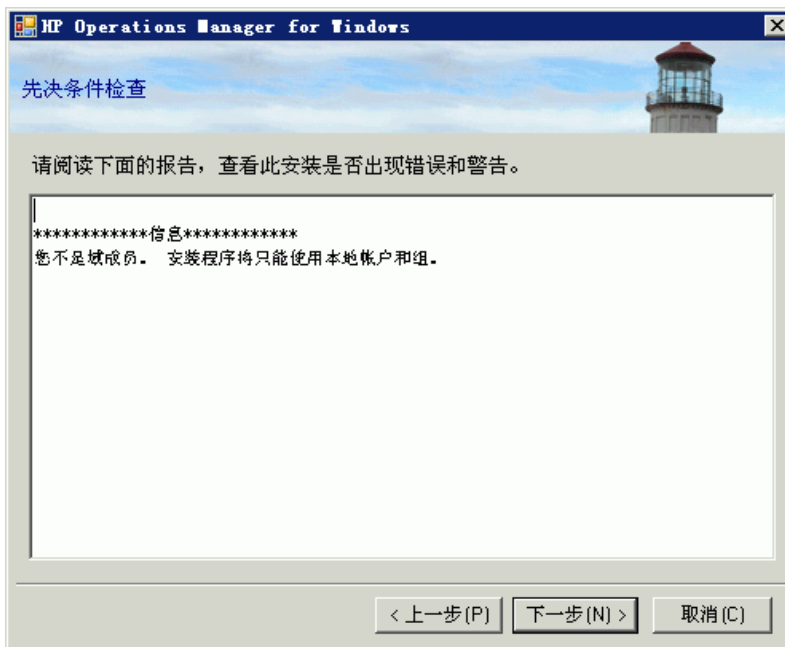 HP Operations Manager for Windows
先决条件检查
请阅读下面的报告，查看此安装是否出现错误和警告。
************信息************
您不是域成员。 安装程序将只能使用本地帐户和组。
< 上一步(P)
下一步(N) >
取消(C)